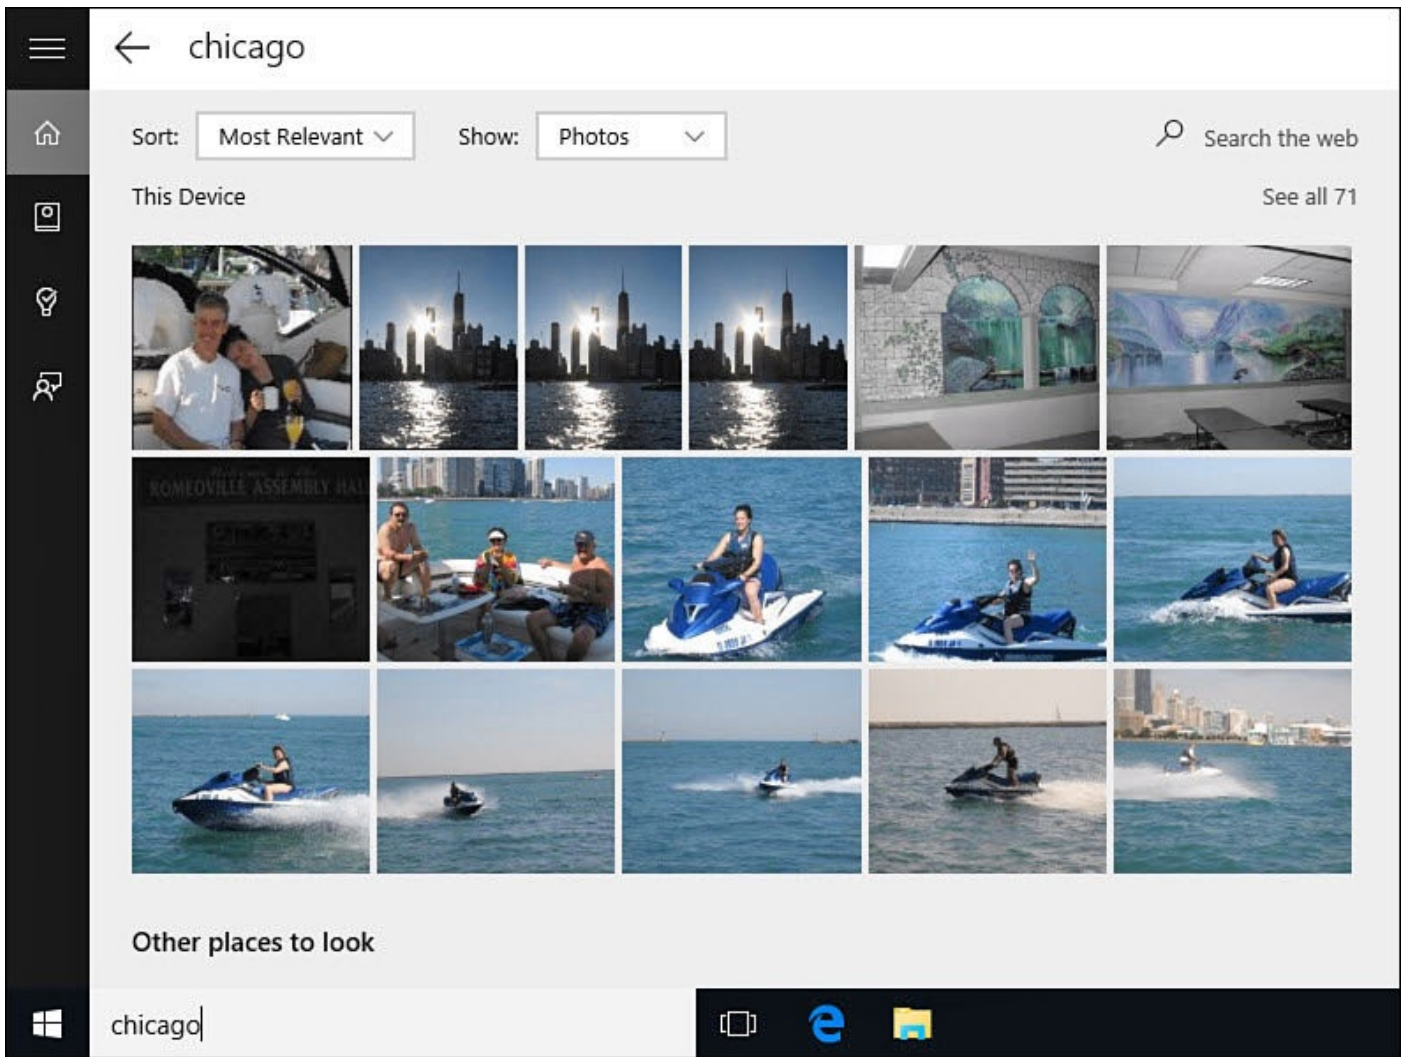 chicago
Sort: Most Relevant Show: Photos Search the web
This Device See all 71
ROMEOVILLE ASSEMBLY HALL
Other places to look
chicago